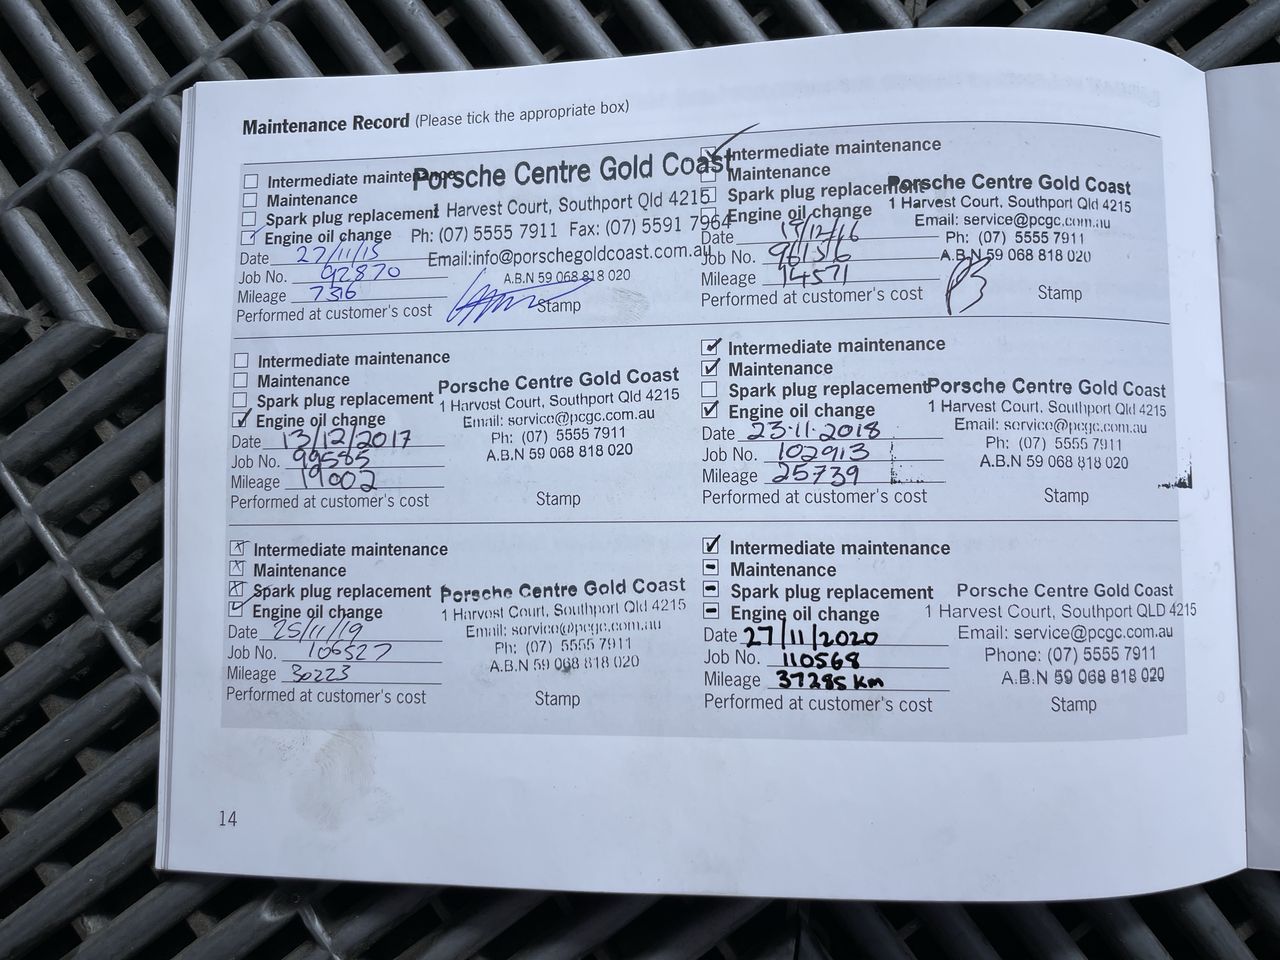 Maintenance Record (Please tick the appropriate box)
Intermediate maintenance
Maintenance
Spark plug replacement
Engine oil change
Date 27/11/15
Job No. 92870
Mileage 736
Performed at customer's cost
Porsche Centre Gold Coast
1 Harvest Court, Southport Qld 4215
Ph: (07) 5555 7911 Fax: (07) 5591 7964
Email:info@porschegoldcoast.com.au
A.B.N 59 068 818 020
Stamp
Intermediate maintenance
Maintenance
Spark plug replacement
Engine oil change
Date
Job No. 961516
Mileage 14571
Performed at customer's cost
Porsche Centre Gold Coast
1 Harvest Court, Southport Qld 4215
Email: service@pcgc.com.au
Ph: (07) 5555 7911
A.B.N 59 068 818 020
Stamp
Intermediate maintenance
Maintenance
Spark plug replacement
Engine oil change
Date 13/12/2017
Job No. 99585
Mileage 19002
Performed at customer's cost
Porsche Centre Gold Coast
1 Harvest Court, Southport Qld 4215
Email: service@pcgc.com.au
Ph: (07) 5555 7911
A.B.N 59 068 818 020
Stamp
Intermediate maintenance
Maintenance
Spark plug replacement
Engine oil change
Date 23.11.2018
Job No. 102913
Mileage 25739
Performed at customer's cost
Porsche Centre Gold Coast
1 Harvest Court, Southport Qld 4215
Email: service@pcgc.com.au
Ph: (07) 5555 7911
A.B.N 59 068 818 020
Stamp
Intermediate maintenance
Maintenance
Spark plug replacement
Engine oil change
Date 25/11/19
Job No. 106527
Mileage 30223
Performed at customer's cost
Porsche Centre Gold Coast
1 Harvest Court, Southport Qld 4215
Email: service@pcgc.com.au
Ph: (07) 5555 7911
A.B.N 59 068 818 020
Stamp
Intermediate maintenance
Maintenance
Spark plug replacement
Engine oil change
Date 27/11/2020
Job No. 110568
Mileage 37285 Km
Performed at customer's cost
Porsche Centre Gold Coast
1 Harvest Court, Southport QLD 4215
Email: service@pcgc.com.au
Phone: (07) 5555 7911
A.B.N 59 068 818 020
Stamp
14